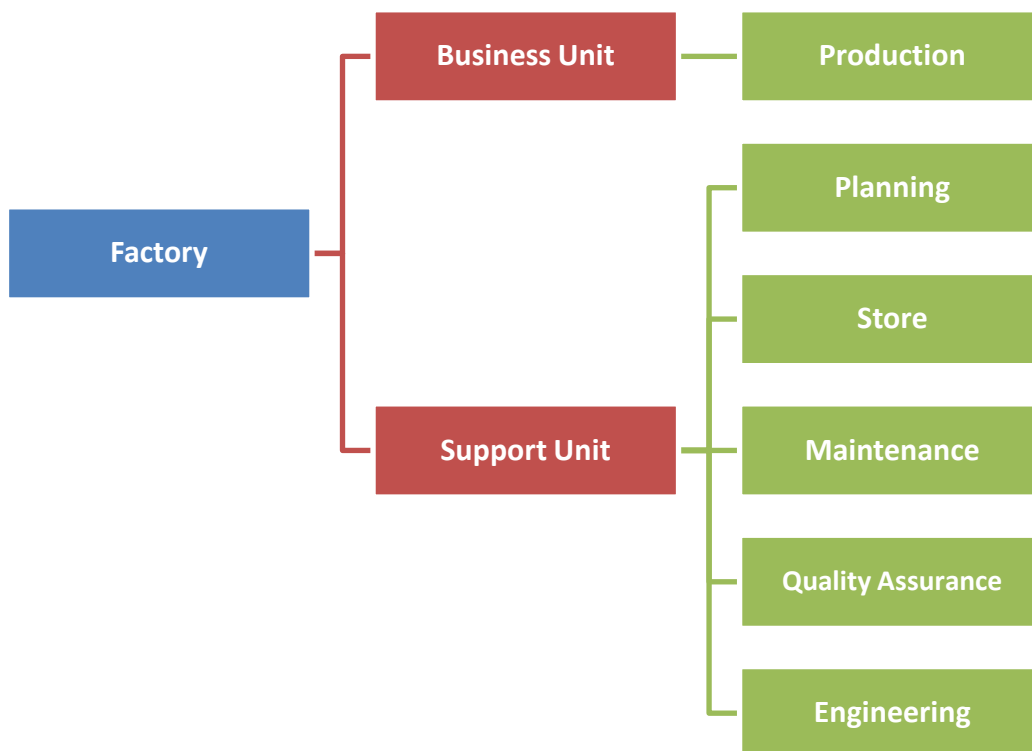 Business Unit
Production
Planning
Factory
Store
Support Unit
Maintenance
Quality Assurance
Engineering